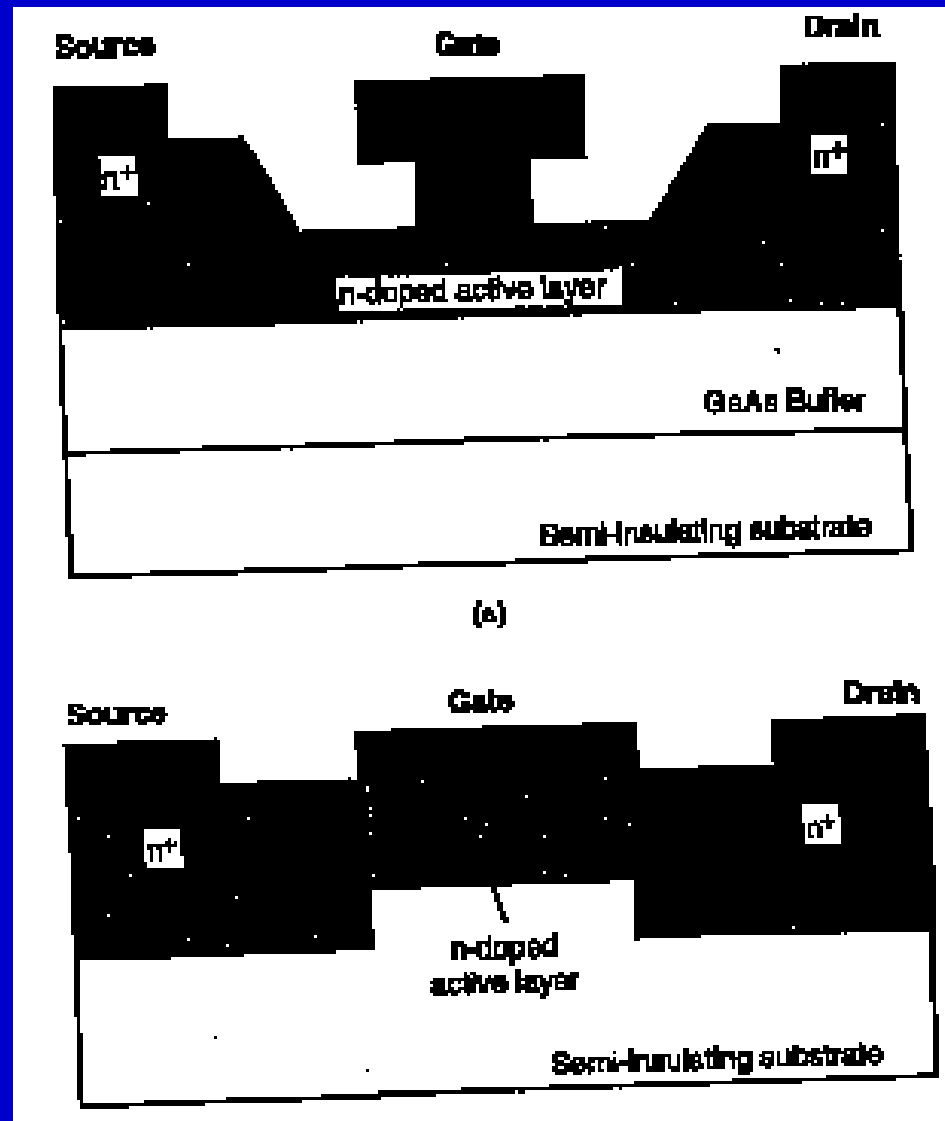 Source Gate Drain
n+ n+
n-doped active layer
GaAs Buffer
Semi-insulating substrate
(a)
Source Gate Drain
n+ n+
n-doped
active layer
Semi-insulating substrate